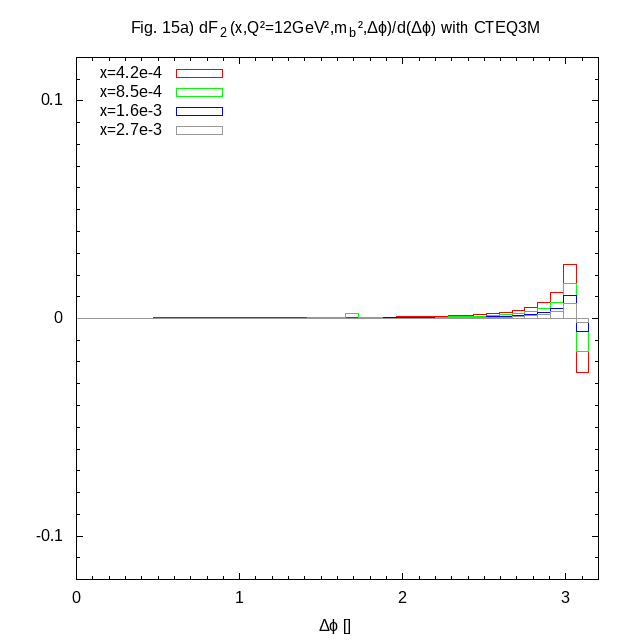 Fig. 15a) dF₂(x,Q²=12GeV²,m_b²,Δϕ)/d(Δϕ) with CTEQ3M
x=4.2e-4
x=8.5e-4
x=1.6e-3
x=2.7e-3
0.1
0
-0.1
0 1 2 3
Δϕ []